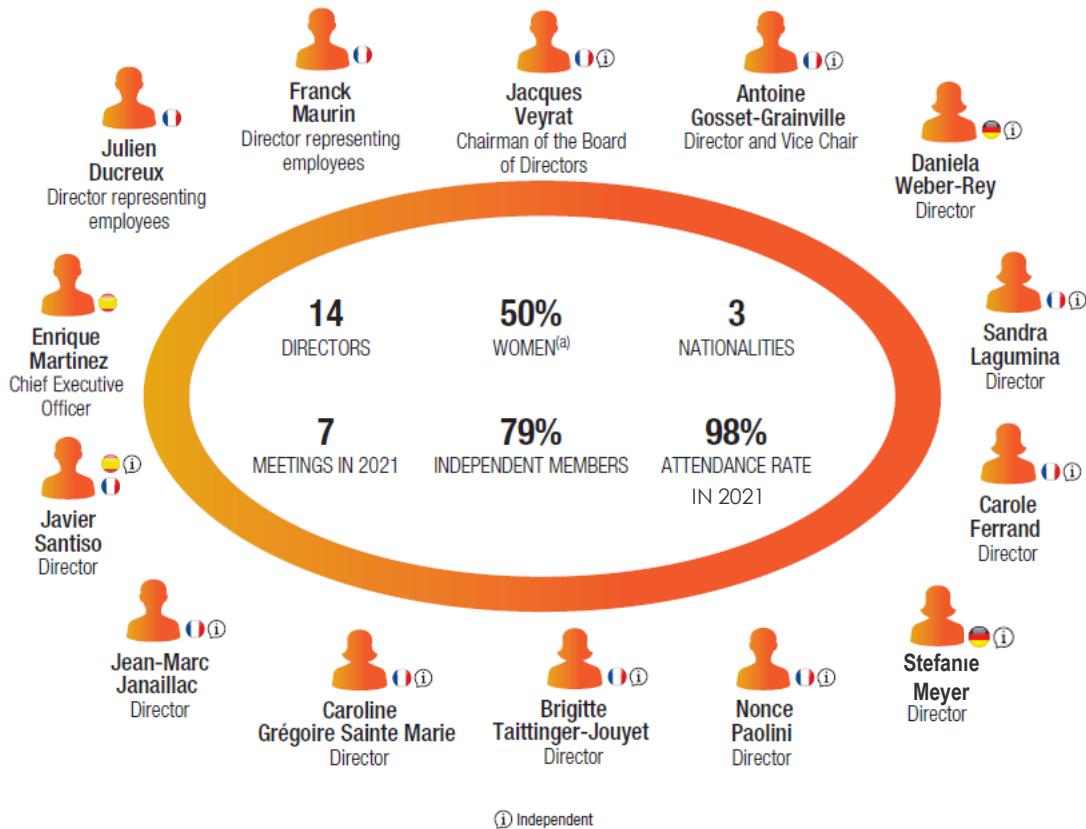 Franck
Maurin
Director representing
employees
Jacques
Veyrat
Chairman of the Board
of Directors
Antoine
Gosset-Grainville
Director and Vice Chair
Julien
Ducreux
Director representing
employees
Daniela
Weber-Rey
Director
Enrique
Martinez
Chief Executive
Officer
14
DIRECTORS
50%
WOMEN(a)
3
NATIONALITIES
Sandra
Lagumina
Director
7
MEETINGS IN 2021
79%
INDEPENDENT MEMBERS
98%
ATTENDANCE RATE
IN 2021
Javier
Santiso
Director
Carole
Ferrand
Director
Jean-Marc
Janaillac
Director
Caroline
Grégoire Sainte Marie
Director
Brigitte
Taittinger-Jouyet
Director
Nonce
Paolini
Director
Stefanie
Meyer
Director
i Independent